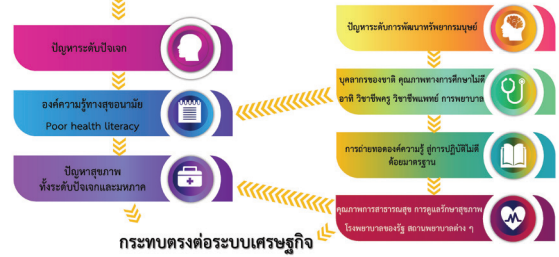 ปัญหาระดับปัจเจก
องค์ความรู้ทางสุขอนามัย
Poor health literacy
ปัญหาสุขภาพ
ทั้งระดับปัจเจกและมหภาค
ปัญหาระดับการพัฒนาทรัพยากรมนุษย์
บุคลากรของชาติ คุณภาพทางการศึกษาไม่ดี
อาทิ วิชาชีพครู วิชาชีพแพทย์ การพยาบาล
การถ่ายทอดองค์ความรู้ สู่การปฏิบัติไม่ดี
ด้อยมาตรฐาน
คุณภาพการสาธารณสุข การดูแลรักษาสุขภาพ
โรงพยาบาลของรัฐ สถานพยาบาลต่าง ๆ
กระทบตรงต่อระบบเศรษฐกิจ